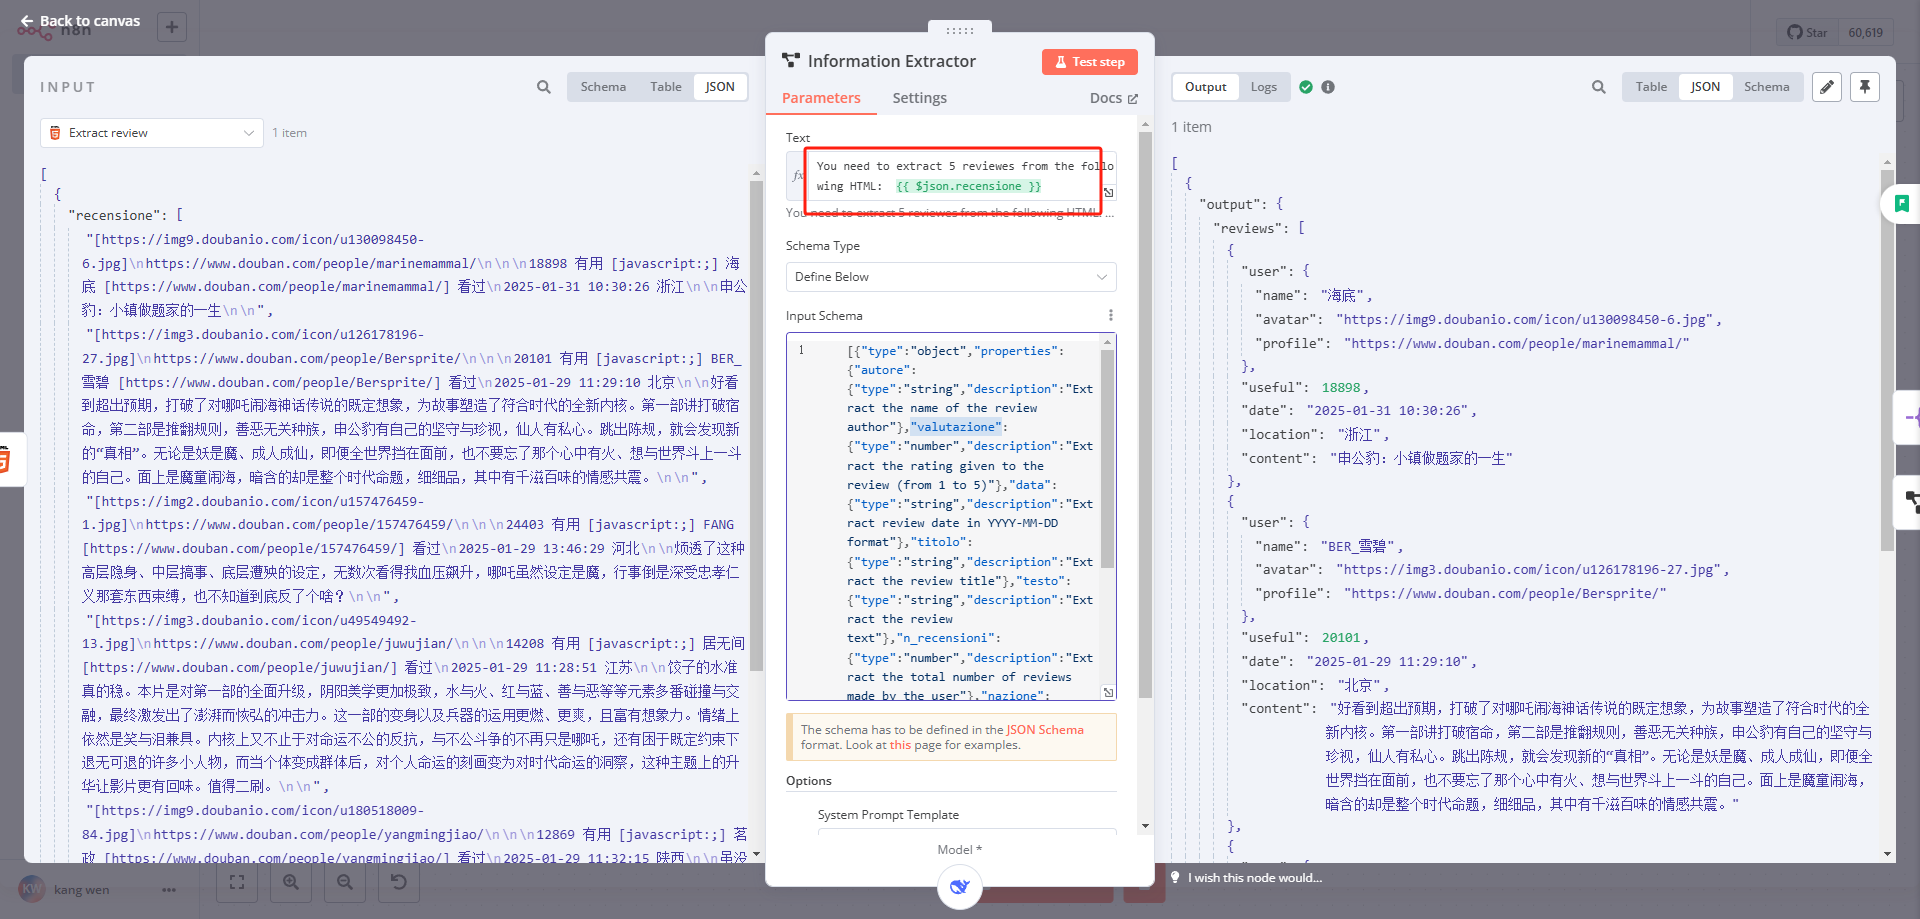 Back to canvas
n8n
Star
60,619
INPUT
Schema
Table
JSON
Extract review
1 item
[
{
"recensione": [
"[https://img9.doubanio.com/icon/u130098450-
6.jpg]\nhttps://www.douban.com/people/marinemammal/\n\n\n18898 有用 [javascript:;] 海
底 [https://www.douban.com/people/marinemammal/] 看过\n2025-01-31 10:30:26 浙江\n\n申公
豹：小镇做题家的一生\n\n",
"[https://img3.doubanio.com/icon/u126178196-
27.jpg]\nhttps://www.douban.com/people/Bersprite/\n\n\n20101 有用 [javascript:;] BER_
雪碧 [https://www.douban.com/people/Bersprite/] 看过\n2025-01-29 11:29:10 北京\n\n好看
到超出预期，打破了对哪吒闹海神话传说的既定想象，为故事塑造了符合时代的全新内核。第一部讲打破宿
命，第二部是推翻规则，善恶无关种族，申公豹有自己的坚守与珍视，仙人有私心。跳出陈规，就会发现新
的“真相”。无论是妖是魔、成人成仙，即便全世界挡在面前，也不要忘了那个心中有火、想与世界斗上一斗
的自己。面上是魔童闹海，暗含的却是整个时代命题，细细品，其中有千滋百味的情感共震。\n\n",
"[https://img2.doubanio.com/icon/u157476459-
1.jpg]\nhttps://www.douban.com/people/157476459/\n\n\n24403 有用 [javascript:;] FANG
[https://www.douban.com/people/157476459/] 看过\n2025-01-29 13:46:29 河北\n\n烦透了这种
高层隐身、中层搞事、底层遭殃的设定，无数次看得我血压飙升，哪吒虽然设定是魔，行事倒是深受忠孝仁
义那套东西束缚，也不知道到底反了个啥？\n\n",
"[https://img3.doubanio.com/icon/u49549492-
13.jpg]\nhttps://www.douban.com/people/juwujian/\n\n\n14208 有用 [javascript:;] 居无间
[https://www.douban.com/people/juwujian/] 看过\n2025-01-29 11:28:51 江苏\n\n饺子的水准
真的稳。本片是对第一部的全面升级，阴阳美学更加极致，水与火、红与蓝、善与恶等等元素多番碰撞与交
融，最终激发出了澎湃而恢弘的冲击力。这一部的变身以及兵器的运用更燃、更爽，且富有想象力。情绪上
依然是笑与泪兼具。内核上又不止于对命运不公的反抗，与不公斗争的不再只是哪吒，还有困于既定约束下
退无可退的许多小人物，而当个体变成群体后，对个人命运的刻画变为对时代命运的洞察，这种主题上的升
华让影片更有回味。值得二刷。\n\n",
"[https://img9.doubanio.com/icon/u180518009-
84.jpg]\nhttps://www.douban.com/people/yangmingjiao/\n\n\n12869 有用 [javascript:;] 茗
政 [https://www.douban.com/people/yangmingjiao/] 看过\n2025-01-29 11:32:15 陕西\n\n虽没
kang wen
Information Extractor
Test step
Parameters
Settings
Docs
Text
fx
You need to extract 5 reviewes from the follo
wing HTML: {{ $json.recensione }}
You need to extract 5 reviewes from the following HTML: ...
Schema Type
Define Below
Input Schema
1
[{"type":"object","properties":
{"autore":
{"type":"string","description":"Ext
ract the name of the review
author"},"valutazione":
{"type":"number","description":"Ext
ract the rating given to the
review (from 1 to 5)"},"data":
{"type":"string","description":"Ext
ract review date in YYYY-MM-DD
format"},"titolo":
{"type":"string","description":"Ext
ract the review title"},"testo":
{"type":"string","description":"Ext
ract the review
text"},"n_recensioni":
{"type":"number","description":"Ext
ract the total number of reviews
made by the user"},"nazione":
The schema has to be defined in the JSON Schema
format. Look at this page for examples.
Options
System Prompt Template
Model *
Output
Logs
Table
JSON
Schema
1 item
[
{
"output": {
"reviews": [
{
"user": {
"name": "海底",
"avatar": "https://img9.doubanio.com/icon/u130098450-6.jpg",
"profile": "https://www.douban.com/people/marinemammal/"
},
"useful": 18898,
"date": "2025-01-31 10:30:26",
"location": "浙江",
"content": "申公豹：小镇做题家的一生"
},
{
"user": {
"name": "BER_雪碧",
"avatar": "https://img3.doubanio.com/icon/u126178196-27.jpg",
"profile": "https://www.douban.com/people/Bersprite/"
},
"useful": 20101,
"date": "2025-01-29 11:29:10",
"location": "北京",
"content": "好看到超出预期，打破了对哪吒闹海神话传说的既定想象，为故事塑造了符合时代的全
新内核。第一部讲打破宿命，第二部是推翻规则，善恶无关种族，申公豹有自己的坚守与
珍视，仙人有私心。跳出陈规，就会发现新的“真相”。无论是妖是魔、成人成仙，即便全
世界挡在面前，也不要忘了那个心中有火、想与世界斗上一斗的自己。面上是魔童闹海，
暗含的却是整个时代命题，细细品，其中有千滋百味的情感共震。"
},
{
I wish this node would...